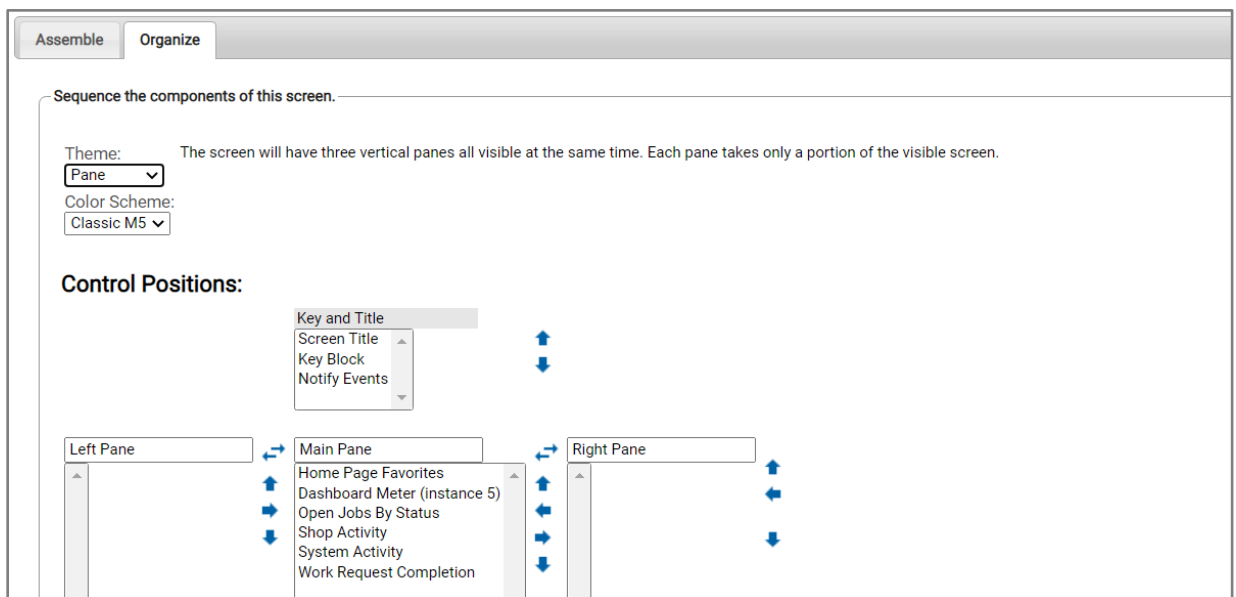 Assemble Organize
Sequence the components of this screen.
Theme: The screen will have three vertical panes all visible at the same time. Each pane takes only a portion of the visible screen.
Pane
Color Scheme:
Classic M5
Control Positions:
Key and Title
Screen Title
Key Block
Notify Events
Left Pane Main Pane Right Pane
Home Page Favorites
Dashboard Meter (instance 5)
Open Jobs By Status
Shop Activity
System Activity
Work Request Completion